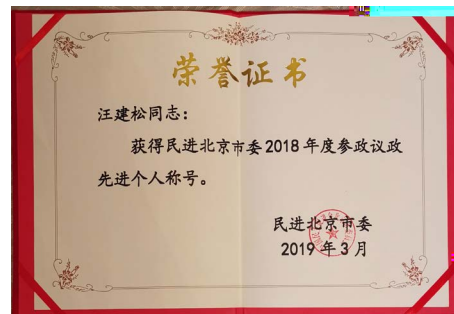 荣誉证书
汪建松同志：
获得民进北京市委2018年度参政议政
先进个人称号。
民进北京市委
2019年3月